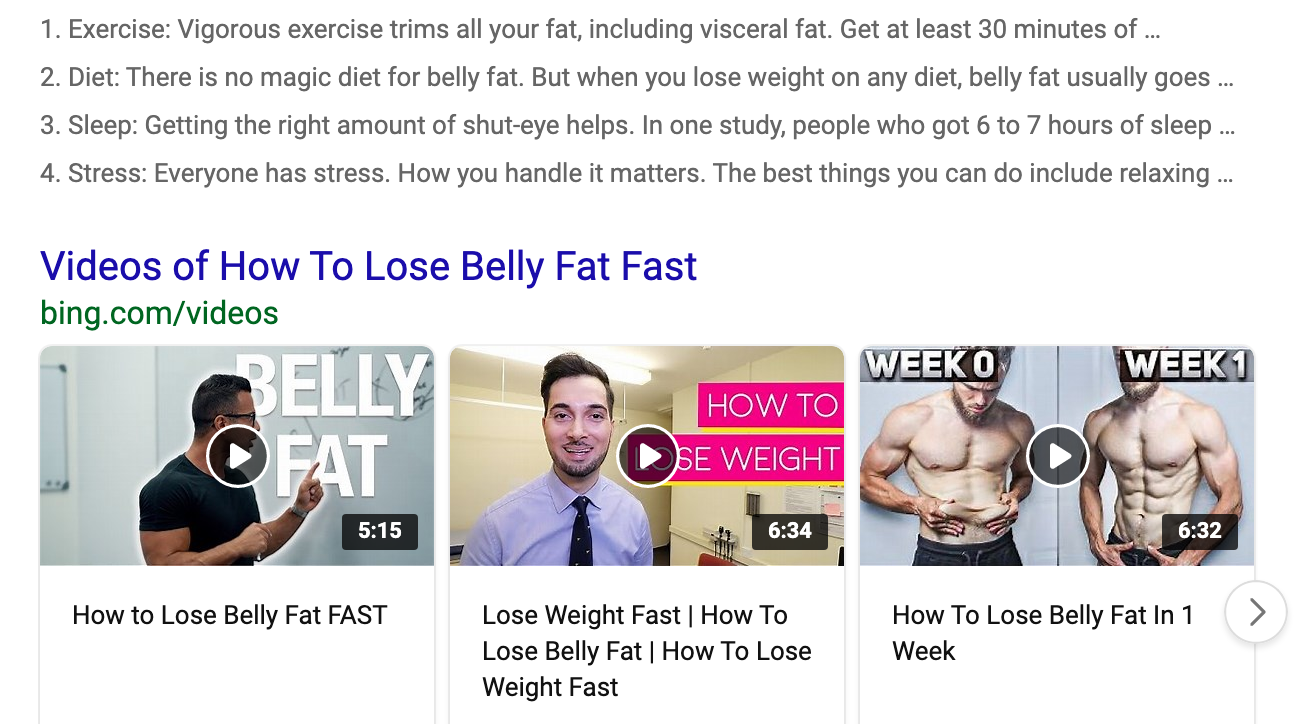 1. Exercise: Vigorous exercise trims all your fat, including visceral fat. Get at least 30 minutes of ...
2. Diet: There is no magic diet for belly fat. But when you lose weight on any diet, belly fat usually goes ...
3. Sleep: Getting the right amount of shut-eye helps. In one study, people who got 6 to 7 hours of sleep ...
4. Stress: Everyone has stress. How you handle it matters. The best things you can do include relaxing ...
Videos of How To Lose Belly Fat Fast
bing.com/videos
BELLY
FAT
5:15
HOW TO
LOSE WEIGHT
6:34
WEEK 0
WEEK 1
6:32
How to Lose Belly Fat FAST
Lose Weight Fast | How To
Lose Belly Fat | How To Lose
Weight Fast
How To Lose Belly Fat In 1
Week